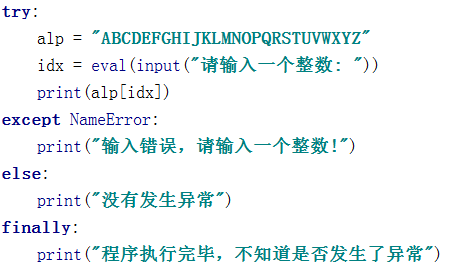 try:
    alp = "ABCDEFGHIJKLMNOPQRSTUVWXYZ"
    idx = eval(input("请输入一个整数: "))
    print(alp[idx])
except NameError:
    print("输入错误，请输入一个整数!")
else:
    print("没有发生异常")
finally:
    print("程序执行完毕，不知道是否发生了异常")